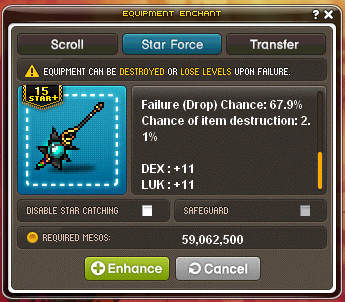 EQUIPMENT ENCHANT
? X
Scroll Star Force Transfer
EQUIPMENT CAN BE DESTROYED OR LOSE LEVELS UPON FAILURE.
15
STAR+
Failure (Drop) Chance: 67.9%
Chance of item destruction: 2.
1%
DEX : +11
LUK : +11
DISABLE STAR CATCHING SAFEGUARD
REQUIRED MESOS: 59,062,500
Enhance Cancel